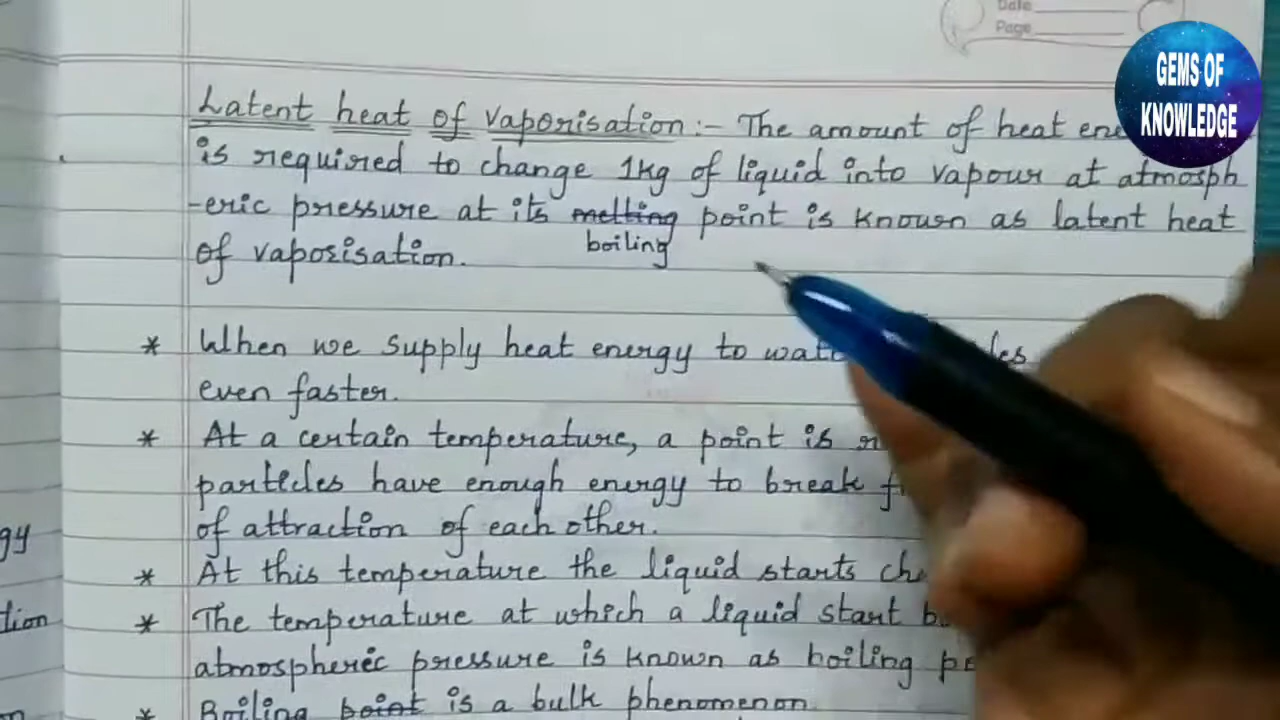 Date
Page
GEMS OF
KNOWLEDGE
Latent heat of vaporisation :- The amount of heat
is required to change 1kg of liquid into vapour at atmosph
-eric pressure at its melting point is known as latent heat
boiling
of vaporisation.
* When we supply heat energy to
even faster.
* At a certain temperature, a point is
particles have enough energy to break
of attraction of each other.
* At this temperature the liquid starts
* The temperature at which a liquid start
atmospheric pressure is known as boiling
* Boiling point is a bulk phenomenon
gy
tion